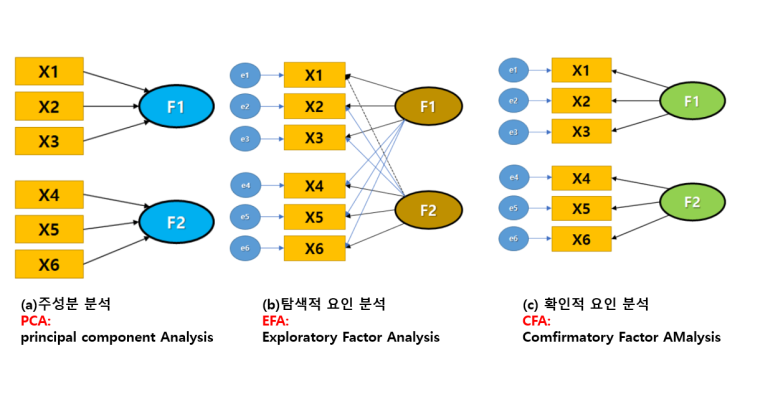 X1
X2
X3
F1
X4
X5
X6
F2
(a)주성분 분석
PCA:
principal component Analysis
e1
X1
e2
X2
e3
X3
F1
e4
X4
e5
X5
e6
X6
F2
(b)탐색적 요인 분석
EFA:
Exploratory Factor Analysis
e1
X1
e2
X2
e3
X3
F1
e4
X4
e5
X5
e6
X6
F2
(c) 확인적 요인 분석
CFA:
Comfirmatory Factor AMalysis